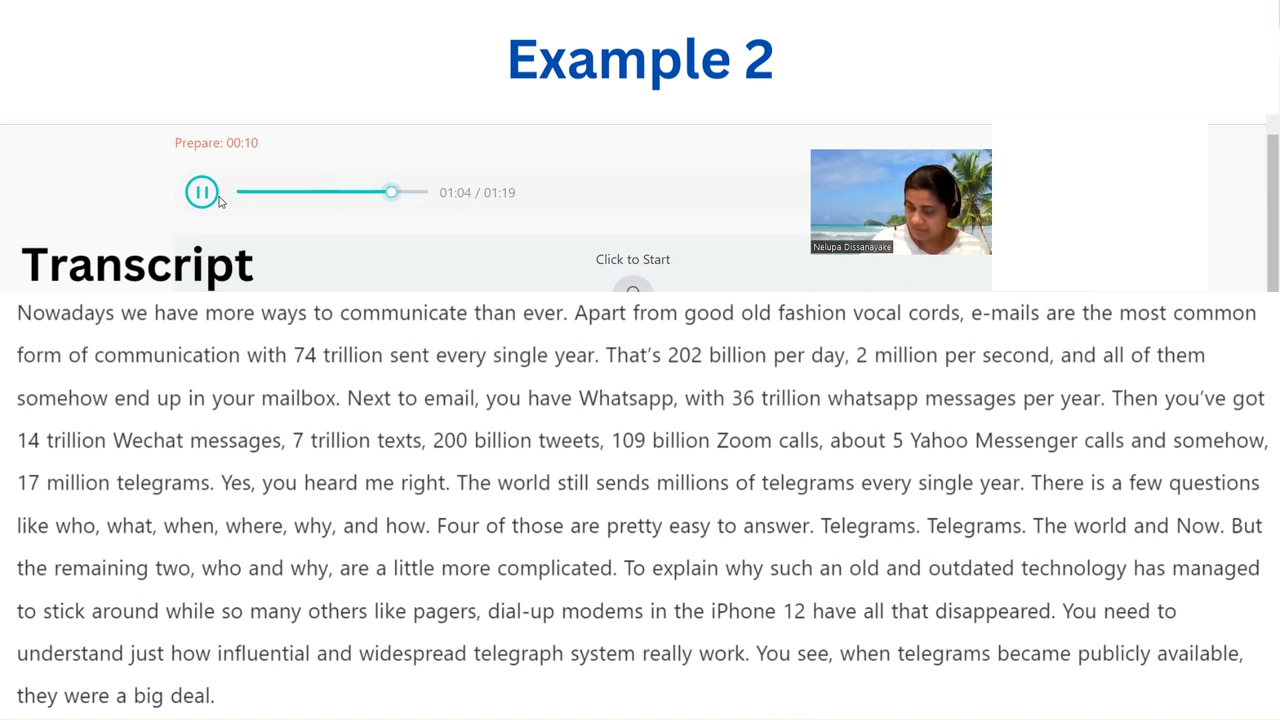 Example 2
Prepare: 00:10
01:04 / 01:19
Nelupa Dissanayake
Click to Start
Transcript
Nowadays we have more ways to communicate than ever. Apart from good old fashion vocal cords, e-mails are the most common
form of communication with 74 trillion sent every single year. That's 202 billion per day, 2 million per second, and all of them
somehow end up in your mailbox. Next to email, you have Whatsapp, with 36 trillion whatsapp messages per year. Then you've got
14 trillion Wechat messages, 7 trillion texts, 200 billion tweets, 109 billion Zoom calls, about 5 Yahoo Messenger calls and somehow,
17 million telegrams. Yes, you heard me right. The world still sends millions of telegrams every single year. There is a few questions
like who, what, when, where, why, and how. Four of those are pretty easy to answer. Telegrams. Telegrams. The world and Now. But
the remaining two, who and why, are a little more complicated. To explain why such an old and outdated technology has managed
to stick around while so many others like pagers, dial-up modems in the iPhone 12 have all that disappeared. You need to
understand just how influential and widespread telegraph system really work. You see, when telegrams became publicly available,
they were a big deal.